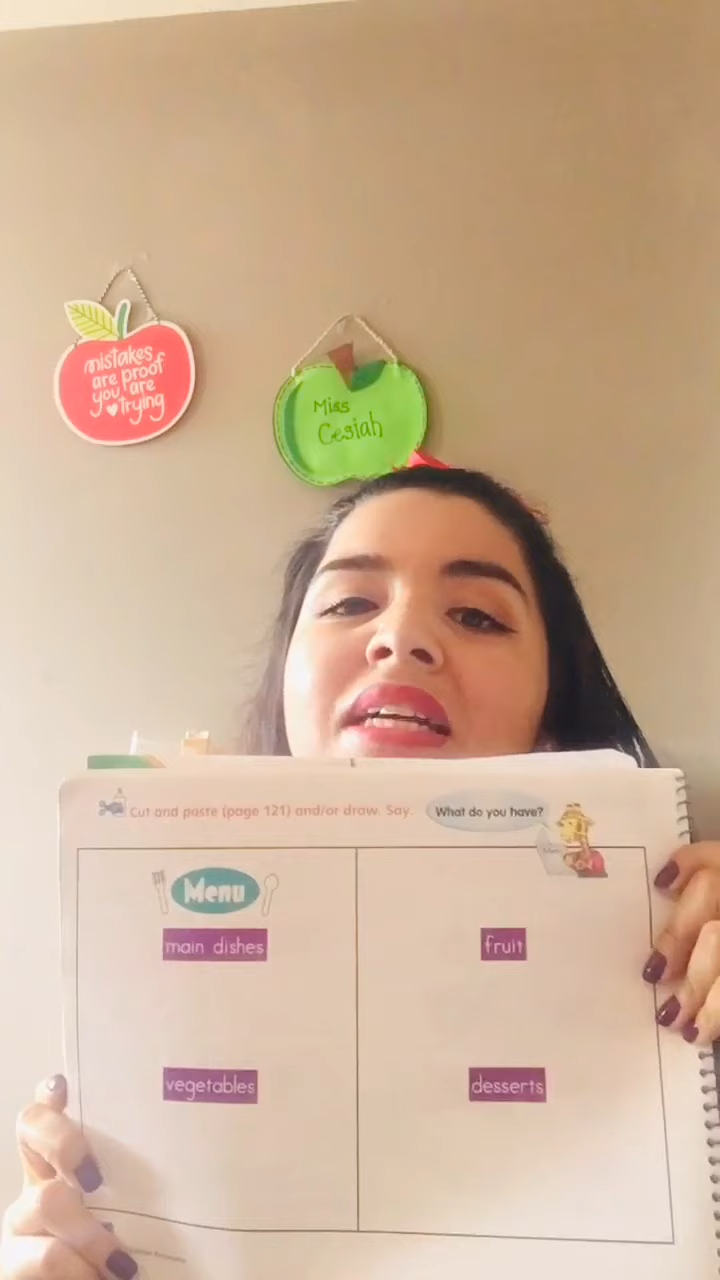 mistakes
are proof
you are
trying
Miss
Cesiah
Cut and paste (page 121) and/or draw. Say.
What do you have?
Menu
main dishes
fruit
vegetables
desserts